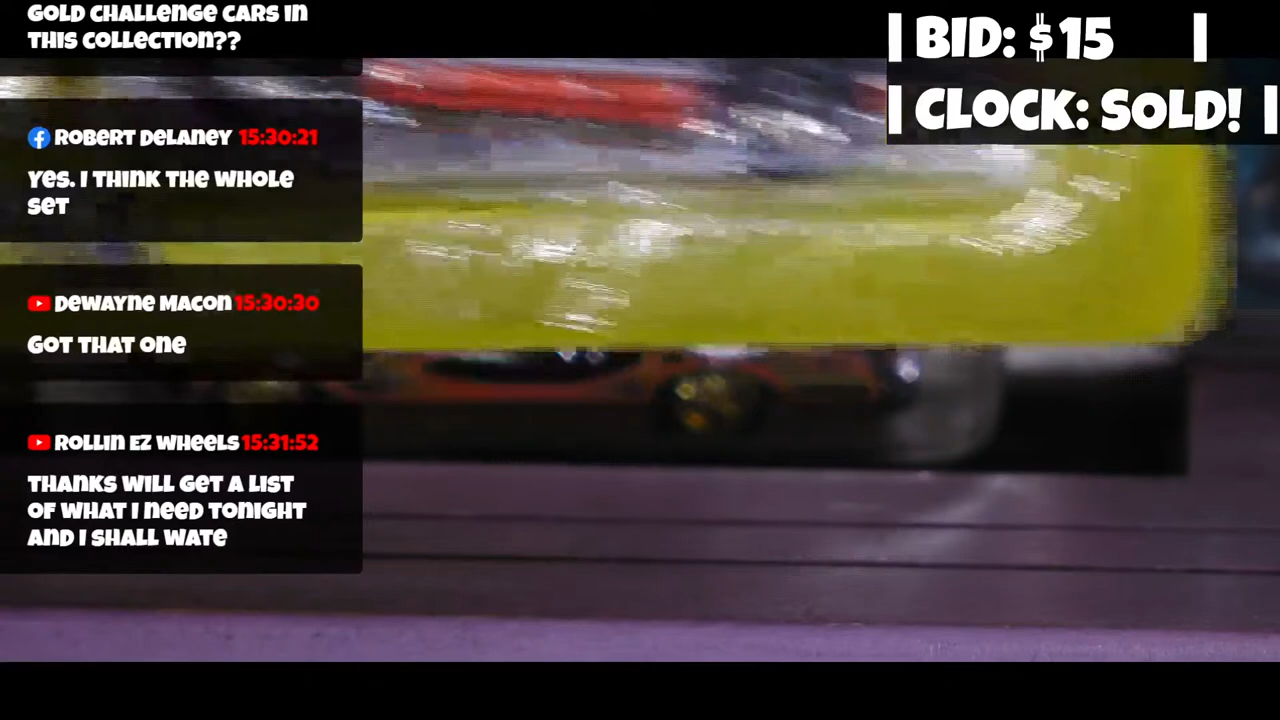 GOLD CHALLENGE CARS IN
THIS COLLECTION??
ROBERT DELANEY 15:30:21
YES. I THINK THE WHOLE
SET
DEWAYNE MACON 15:30:30
GOT THAT ONE
ROLLIN EZ WHEELS 15:31:52
THANKS WILL GET A LIST
OF WHAT I NEED TONIGHT
AND I SHALL WATE
| BID: $15 |
| CLOCK: SOLD! |